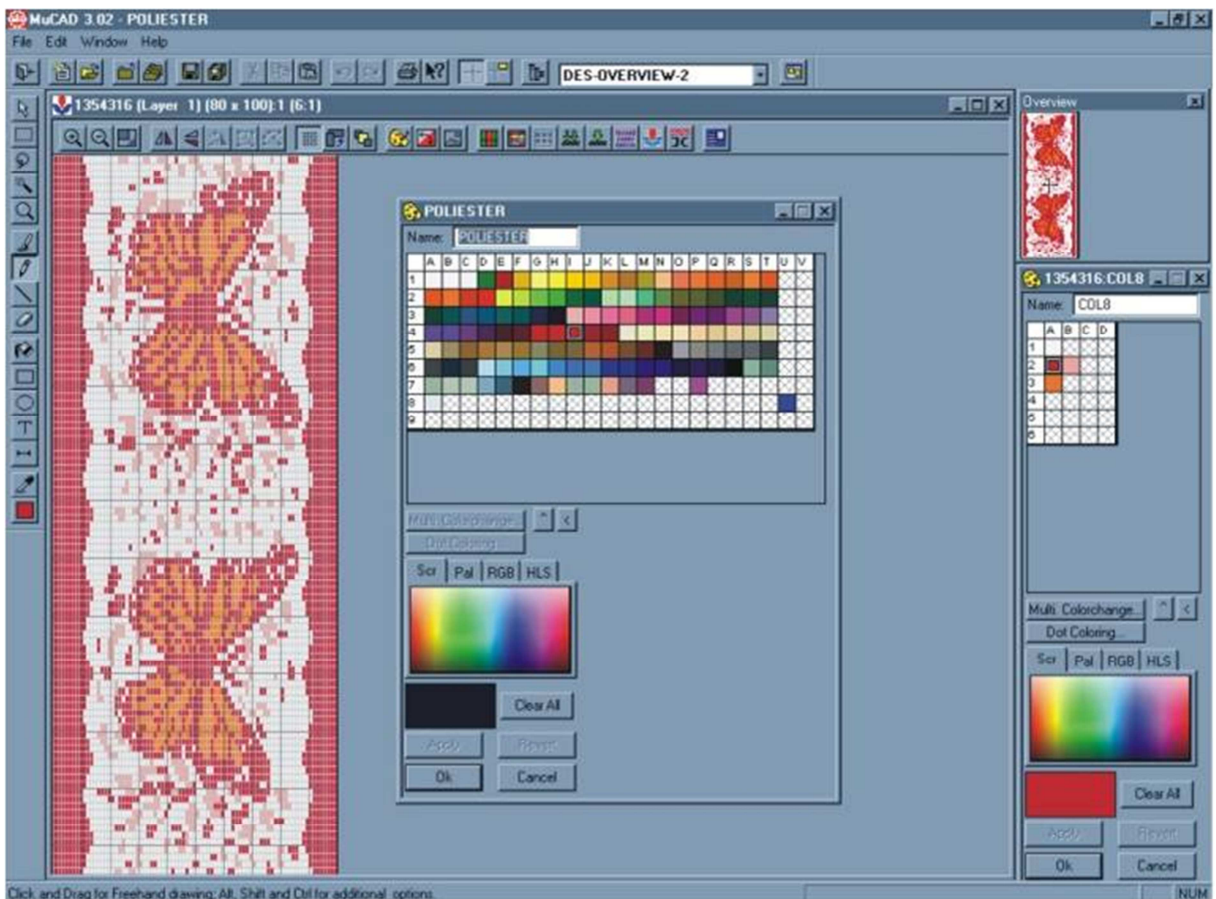 MuCAD 3.02 - POLIESTER
File Edit Window Help
DES-OVERVIEW-2
1354316 (Layer 1) (80 x 100):1 (6:1)
Overview
T
POLIESTER
Name: POLIESTER
A B C D E F G H I J K L M N O P Q R S T U V
1
2
3
4
5
6
7
8
9
Multi. Colorchange... ^ <
Dot Coloring...
Scr Pal RGB HLS
Clear All
Apply Revert
Ok Cancel
1354316:COL8
Name: COL8
A B C D
1
2
3
4
5
6
Multi. Colorchange... ^ <
Dot Coloring...
Scr Pal RGB HLS
Clear All
Apply Revert
Ok Cancel
Click and Drag for Freehand drawing; Alt, Shift and Ctrl for additional options.
NUM